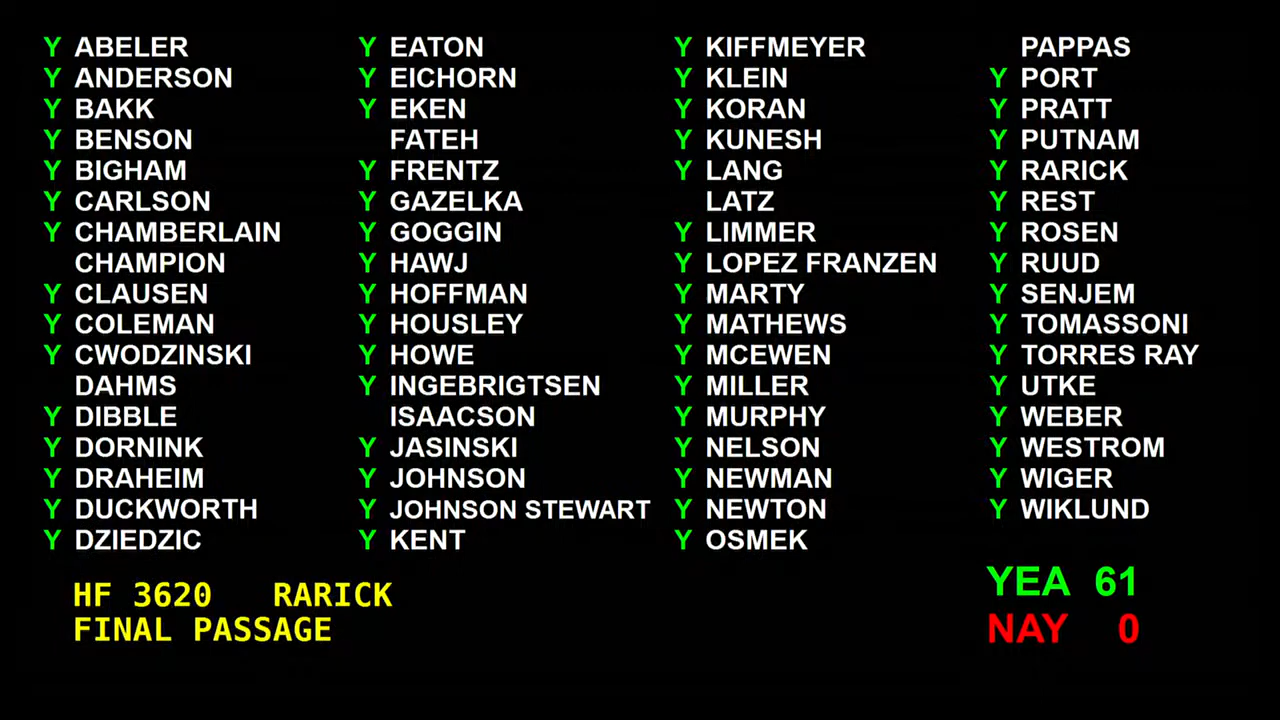 Y ABELER
Y ANDERSON
Y BAKK
Y BENSON
Y BIGHAM
Y CARLSON
Y CHAMBERLAIN
CHAMPION
Y CLAUSEN
Y COLEMAN
Y CWODZINSKI
DAHMS
Y DIBBLE
Y DORNINK
Y DRAHEIM
Y DUCKWORTH
Y DZIEDZIC
Y EATON
Y EICHORN
Y EKEN
FATEH
Y FRENTZ
Y GAZELKA
Y GOGGIN
Y HAWJ
Y HOFFMAN
Y HOUSLEY
Y HOWE
Y INGEBRIGTSEN
ISAACSON
Y JASINSKI
Y JOHNSON
Y JOHNSON STEWART
Y KENT
Y KIFFMEYER
Y KLEIN
Y KORAN
Y KUNESH
Y LANG
LATZ
Y LIMMER
Y LOPEZ FRANZEN
Y MARTY
Y MATHEWS
Y MCEWEN
Y MILLER
Y MURPHY
Y NELSON
Y NEWMAN
Y NEWTON
Y OSMEK
PAPPAS
Y PORT
Y PRATT
Y PUTNAM
Y RARICK
Y REST
Y ROSEN
Y RUUD
Y SENJEM
Y TOMASSONI
Y TORRES RAY
Y UTKE
Y WEBER
Y WESTROM
Y WIGER
Y WIKLUND
HF 3620 RARICK
FINAL PASSAGE
YEA 61
NAY 0